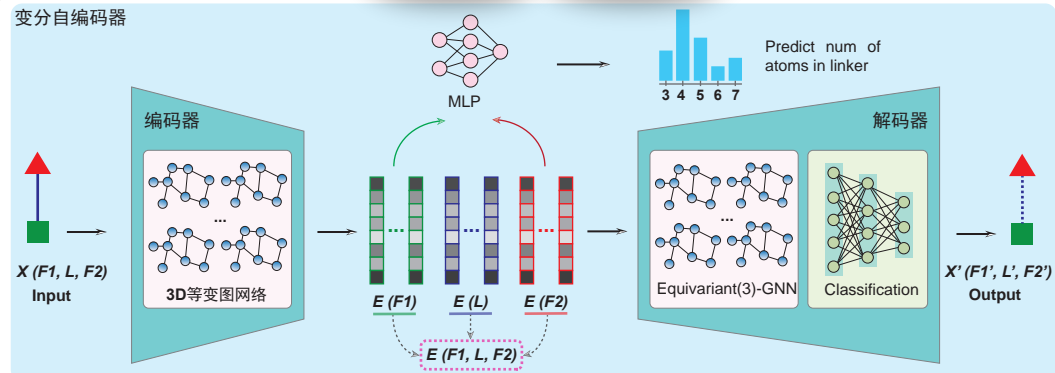 变分自编码器
Predict num of
atoms in linker
3 4 5 6 7
MLP
编码器
解码器
...
...
3D等变图网络
... ... ...
...
Equivariant(3)-GNN
Classification
X (F1, L, F2)
Input
E (F1)
E (L)
E (F2)
E (F1, L, F2)
X' (F1', L', F2')
Output